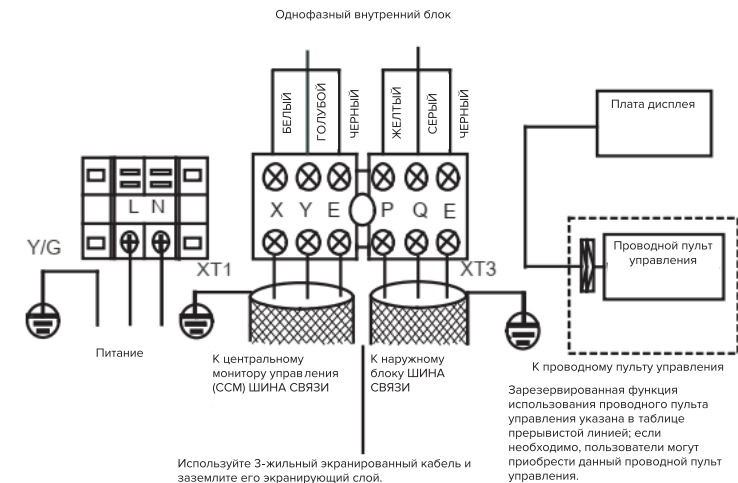 Однофазный внутренний блок
БЕЛЫЙ
ГОЛУБОЙ
ЧЕРНЫЙ
ЖЕЛТЫЙ
СЕРЫЙ
ЧЕРНЫЙ
Плата дисплея
L N
X Y E P Q E
Y/G
XT1
XT3
Проводной пульт
управления
Питание
К центральному
монитору управления
(CCM) ШИНА СВЯЗИ
К наружному
блоку ШИНА
СВЯЗИ
К проводному пульту управления
Зарезервированная функция
использования проводного пульта
управления указана в таблице
прерывистой линией; если
необходимо, пользователи могут
приобрести данный проводной пульт
управления.
Используйте 3-жильный экранированный кабель и
заземлите его экранирующий слой.